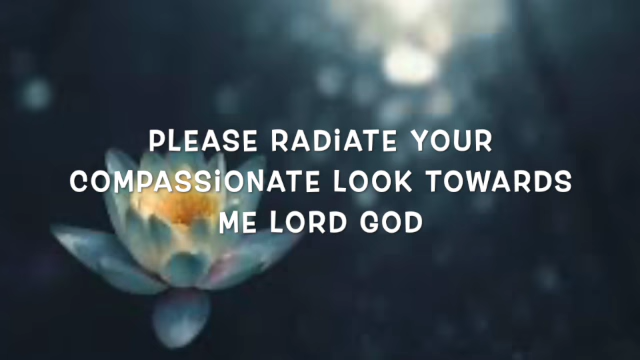 PLEASE RADIATE YOUR
COMPASSIONATE LOOK TOWARDS
ME LORD GOD